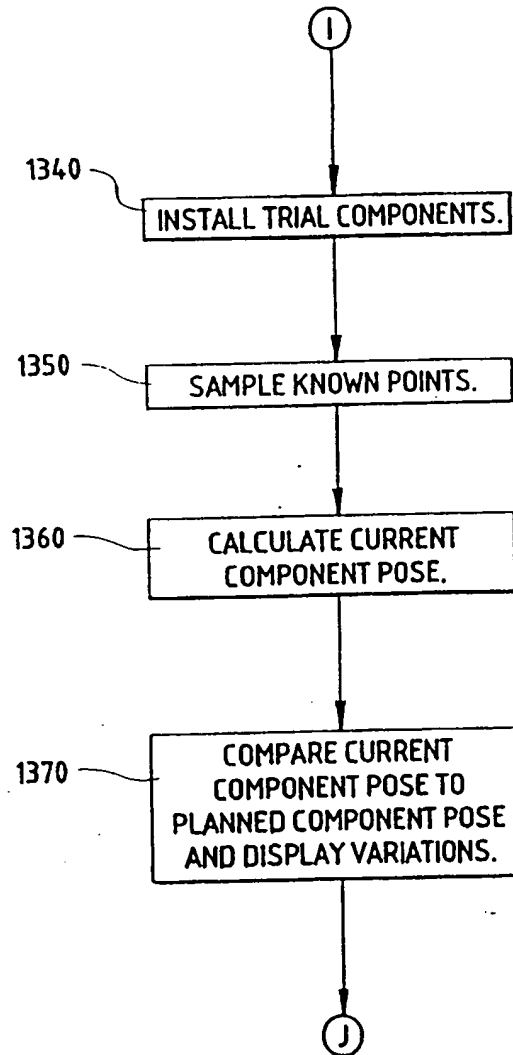 I
1340
INSTALL TRIAL COMPONENTS.
1350
SAMPLE KNOWN POINTS.
1360
CALCULATE CURRENT
COMPONENT POSE.
1370
COMPARE CURRENT
COMPONENT POSE TO
PLANNED COMPONENT POSE
AND DISPLAY VARIATIONS.
J